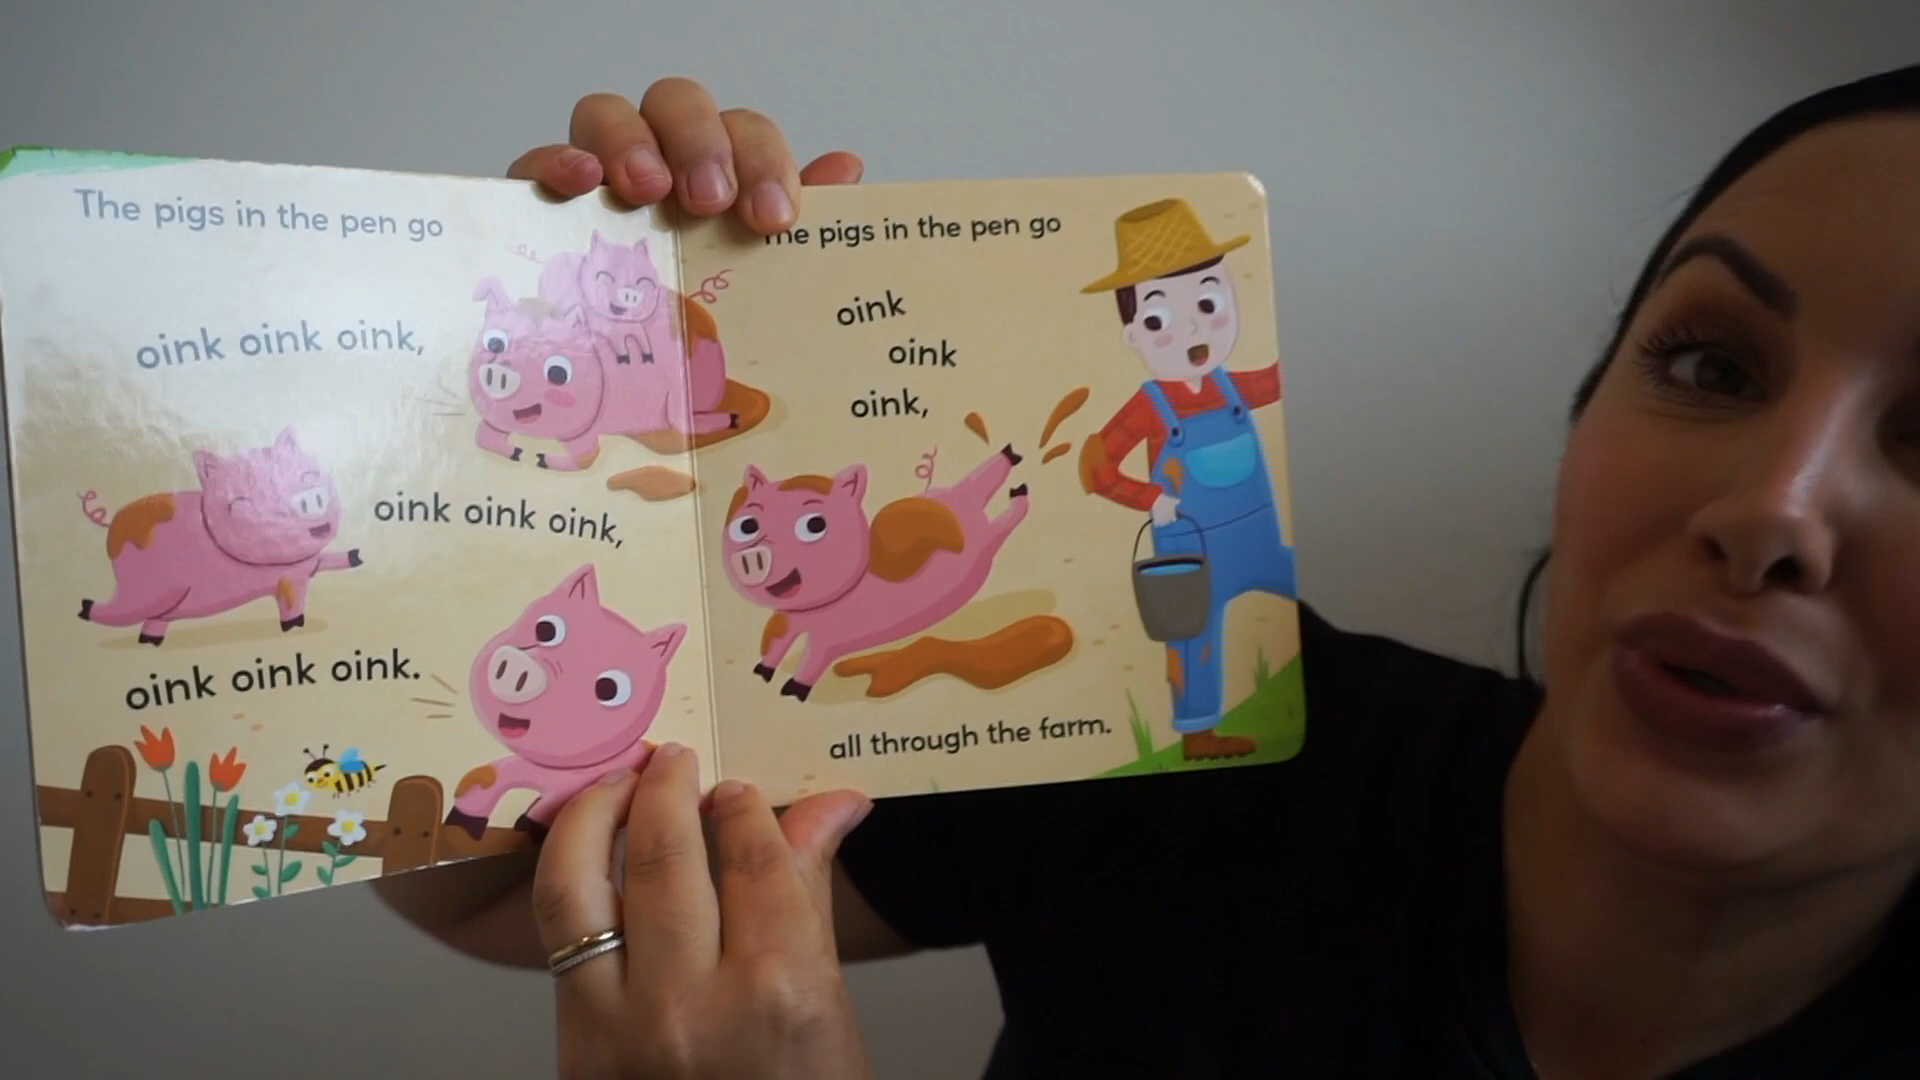 The pigs in the pen go
oink oink oink,
oink oink oink,
oink oink oink.
The pigs in the pen go
oink
oink
oink,
all through the farm.